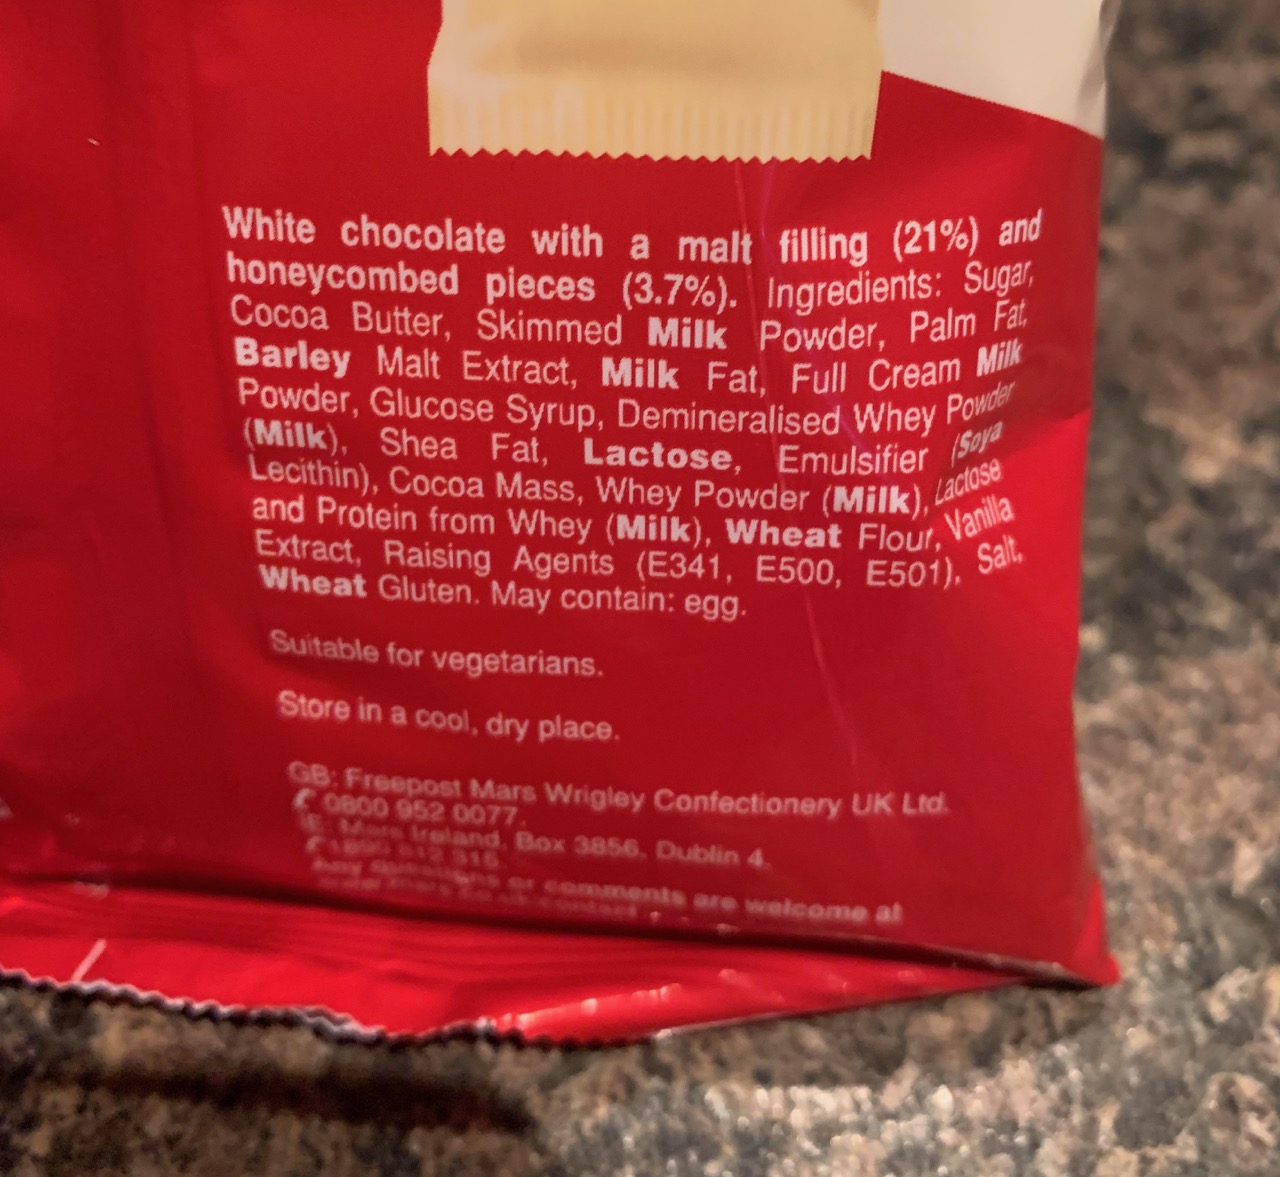 White chocolate with a malt filling (21%) and
honeycombed pieces (3.7%). Ingredients: Sugar,
Cocoa Butter, Skimmed Milk Powder, Palm Fat,
Barley Malt Extract, Milk Fat, Full Cream Milk
Powder, Glucose Syrup, Demineralised Whey Powder
(Milk), Shea Fat, Lactose, Emulsifier (Soya
Lecithin), Cocoa Mass, Whey Powder (Milk), Lactose
and Protein from Whey (Milk), Wheat Flour, Vanilla
Extract, Raising Agents (E341, E500, E501), Salt,
Wheat Gluten. May contain: egg.
Suitable for vegetarians.
Store in a cool, dry place.
GB: Freepost Mars Wrigley Confectionery UK Ltd.
0800 952 0077.
Mars Ireland, Box 3856, Dublin 4.
Any questions or comments are welcome at